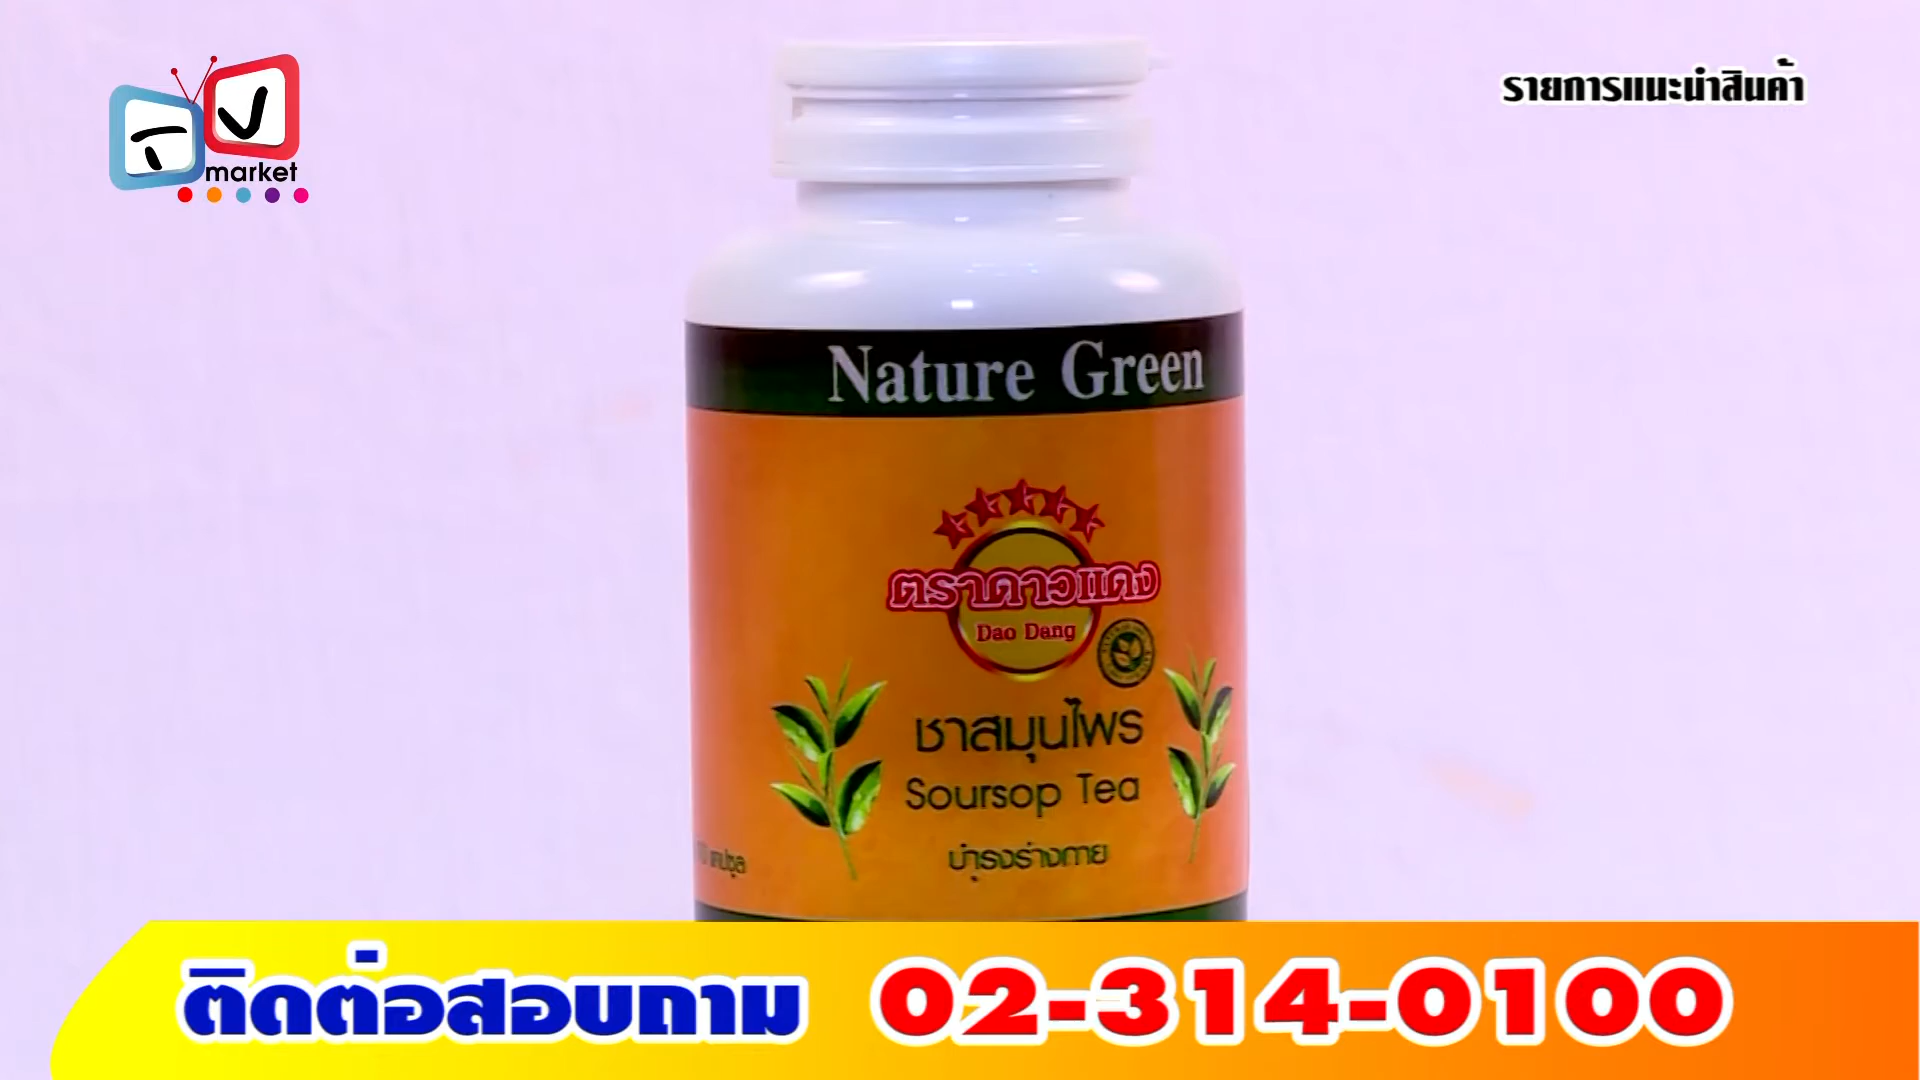 ทีวี
market
รายการแนะนำสินค้า
Nature Green
ตราดาวแดง
Dao Dang
ชาสมุนไพร
Soursop Tea
บำรุงร่างกาย
แคปซูล
ติดต่อสอบถาม 02-314-0100